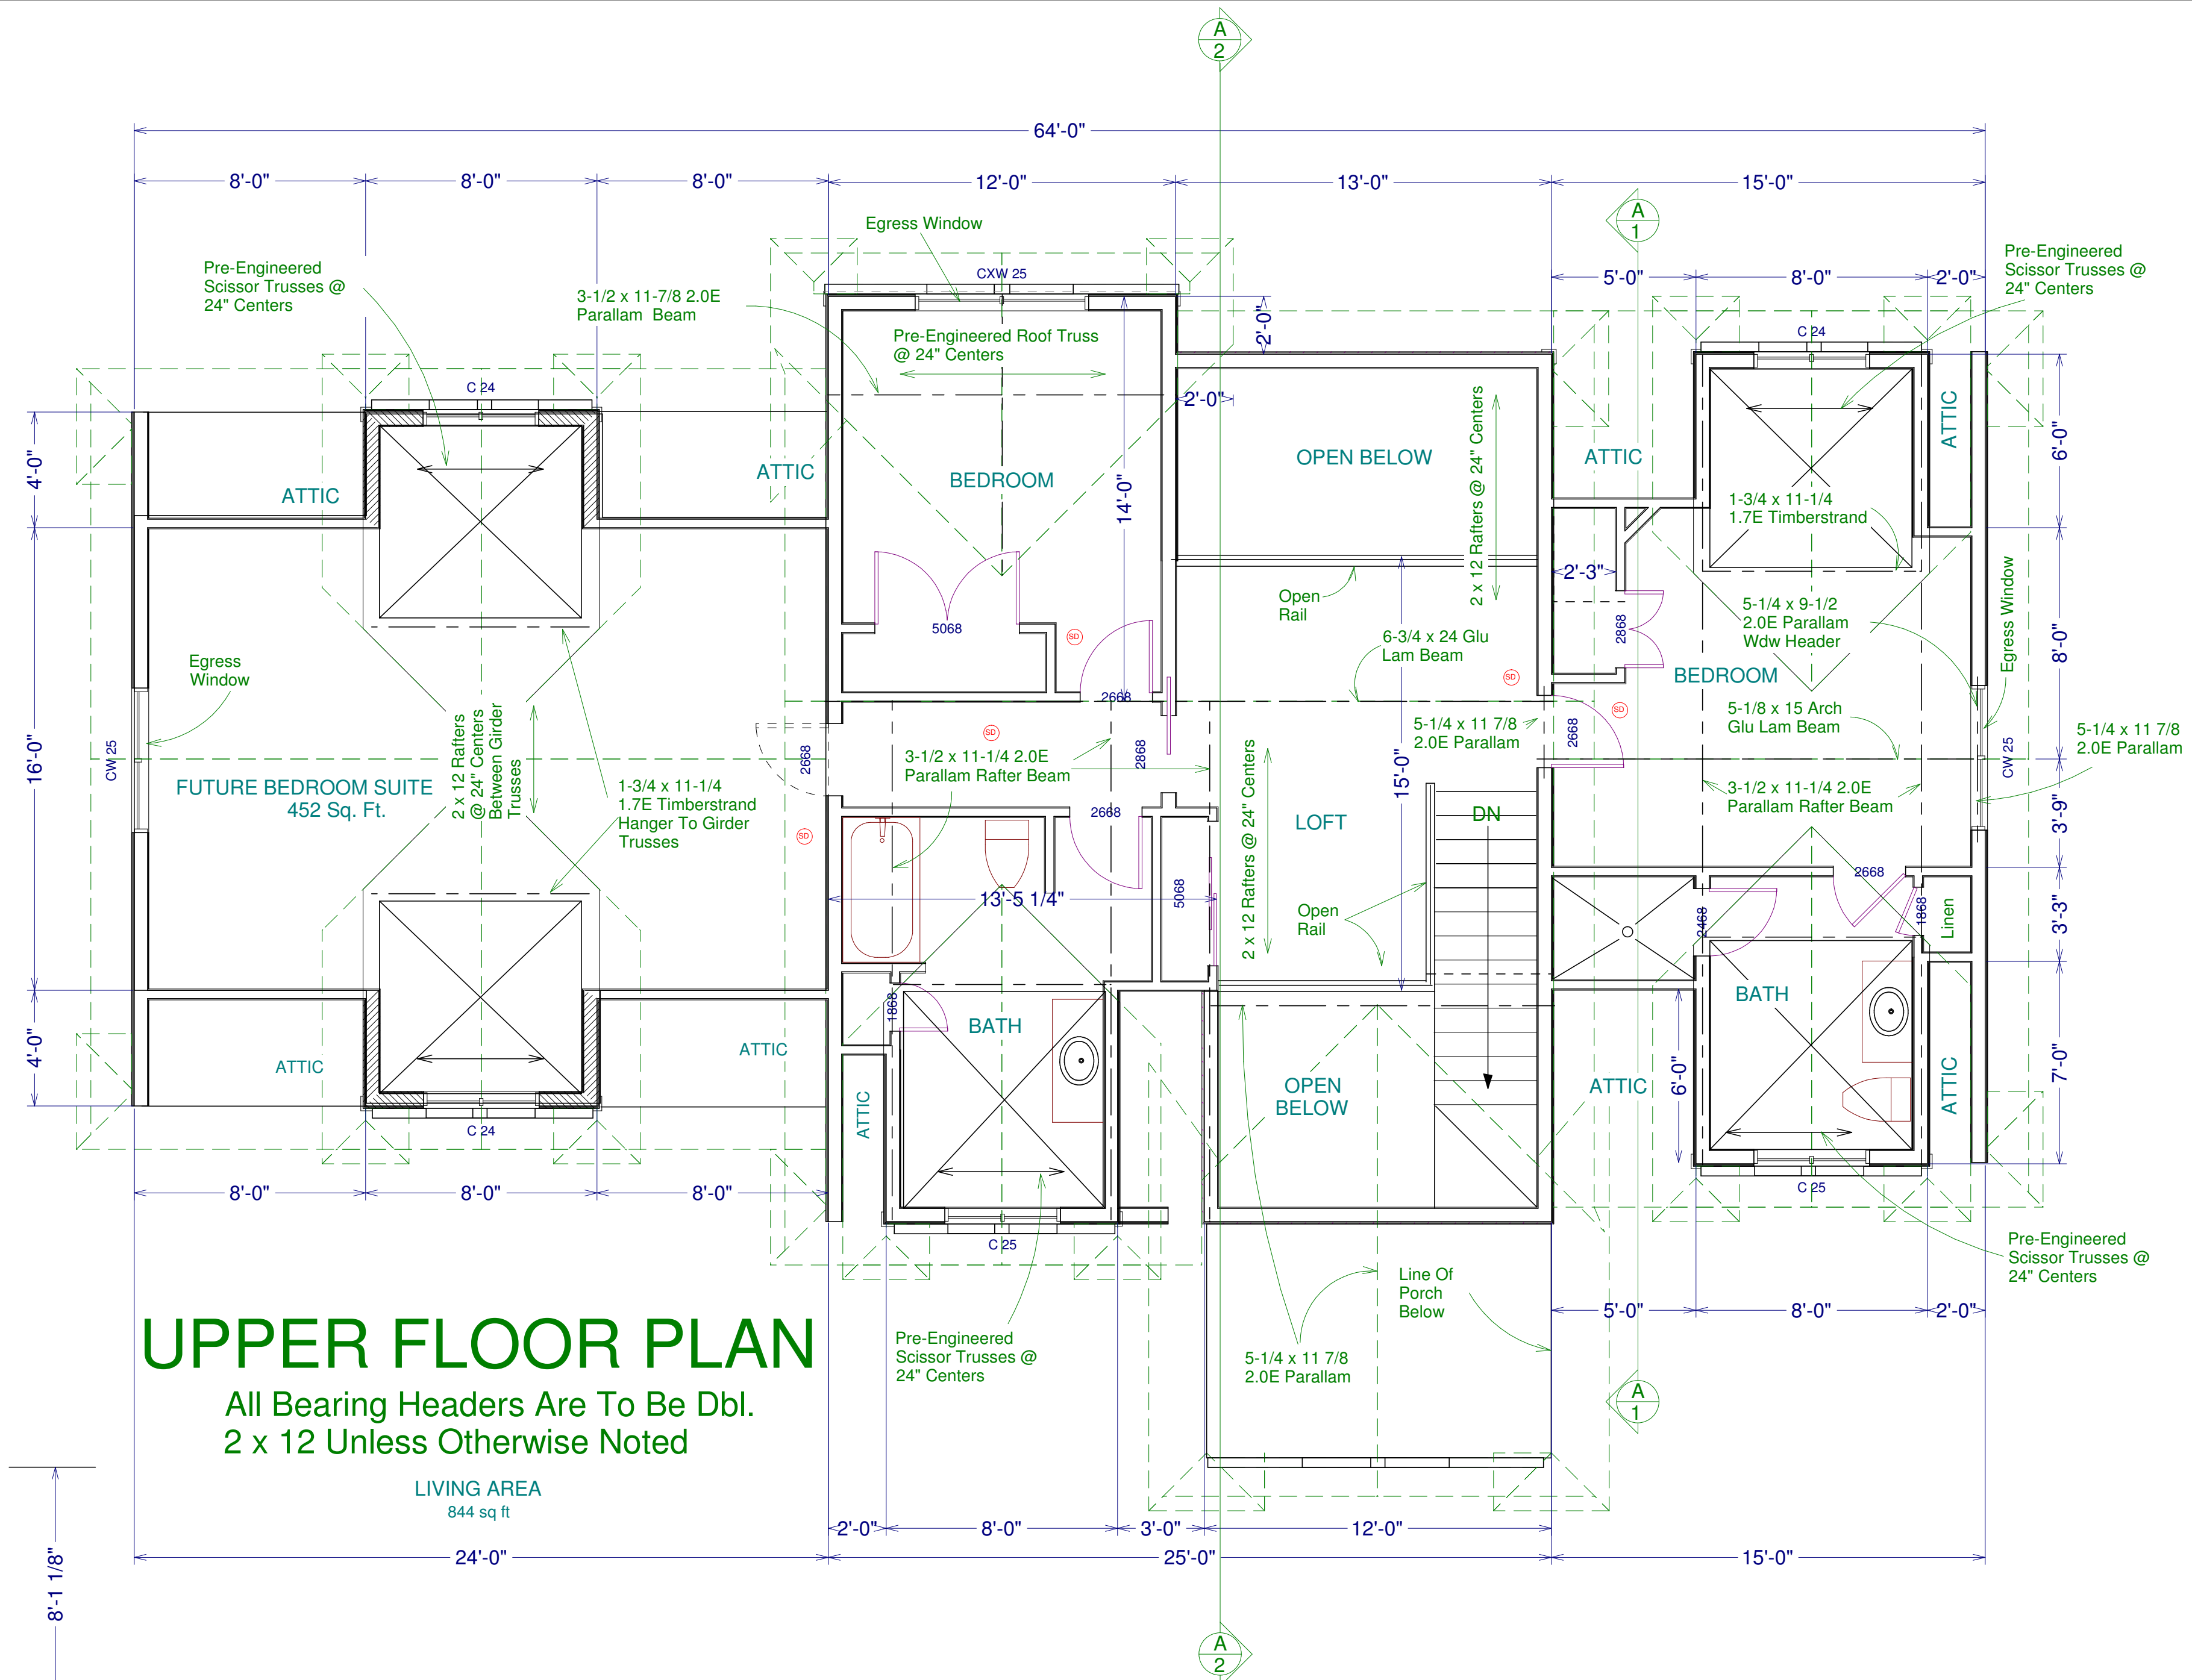 A
2
64'-0"
8'-0"
8'-0"
8'-0"
12'-0"
13'-0"
15'-0"
A
1
Egress Window
Pre-Engineered
Scissor Trusses @
24" Centers
3-1/2 x 11-7/8 2.0E
Parallam Beam
CXW 25
5'-0"
8'-0"
2'-0"
Pre-Engineered
Scissor Trusses @
24" Centers
C 24
Pre-Engineered Roof Truss
@ 24" Centers
2'-0"
C 24
2'-0"
4'-0"
ATTIC
ATTIC
BEDROOM
14'-0"
OPEN BELOW
2 x 12 Rafters @ 24" Centers
ATTIC
ATTIC
6'-0"
1-3/4 x 11-1/4
1.7E Timberstrand
2'-3"
Open
Rail
5068
SD
6-3/4 x 24 Glu
Lam Beam
2868
5-1/4 x 9-1/2
2.0E Parallam
Wdw Header
Egress Window
8'-0"
Egress
Window
BEDROOM
SD
2668
SD
SD
5-1/4 x 11 7/8
2.0E Parallam
2668
5-1/8 x 15 Arch
Glu Lam Beam
5-1/4 x 11 7/8
2.0E Parallam
CW 25
CW 25
16'-0"
2 x 12 Rafters
@ 24" Centers
Between Girder
Trusses
2668
3-1/2 x 11-1/4 2.0E
Parallam Rafter Beam
2868
15'-0"
FUTURE BEDROOM SUITE
452 Sq. Ft.
1-3/4 x 11-1/4
1.7E Timberstrand
Hanger To Girder
Trusses
SD
2668
LOFT
DN
3-1/2 x 11-1/4 2.0E
Parallam Rafter Beam
3'-9"
2 x 12 Rafters @ 24" Centers
13'-5 1/4"
5068
Open
Rail
2668
2468
1868
Linen
3'-3"
1868
BATH
BATH
4'-0"
ATTIC
ATTIC
ATTIC
OPEN
BELOW
ATTIC
6'-0"
ATTIC
7'-0"
C 24
8'-0"
8'-0"
8'-0"
C 25
C 25
Pre-Engineered
Scissor Trusses @
24" Centers
Line Of
Porch
Below
5'-0"
8'-0"
2'-0"
UPPER FLOOR PLAN
Pre-Engineered
Scissor Trusses @
24" Centers
5-1/4 x 11 7/8
2.0E Parallam
All Bearing Headers Are To Be Dbl.
2 x 12 Unless Otherwise Noted
A
1
LIVING AREA
844 sq ft
2'-0"
8'-0"
3'-0"
12'-0"
24'-0"
25'-0"
15'-0"
8'-1 1/8"
A
2